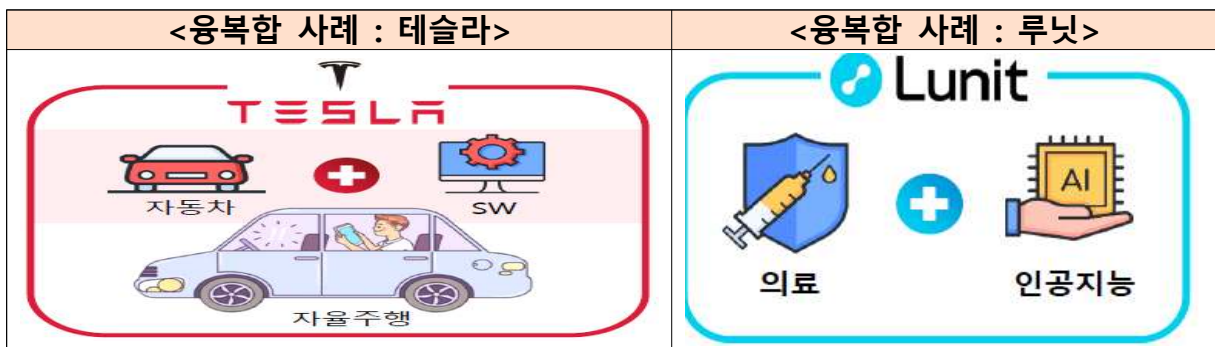 <융복합 사례 : 테슬라>
TESLA
자동차
SW
자율주행
<융복합 사례 : 루닛>
Lunit
AI
의료
인공지능